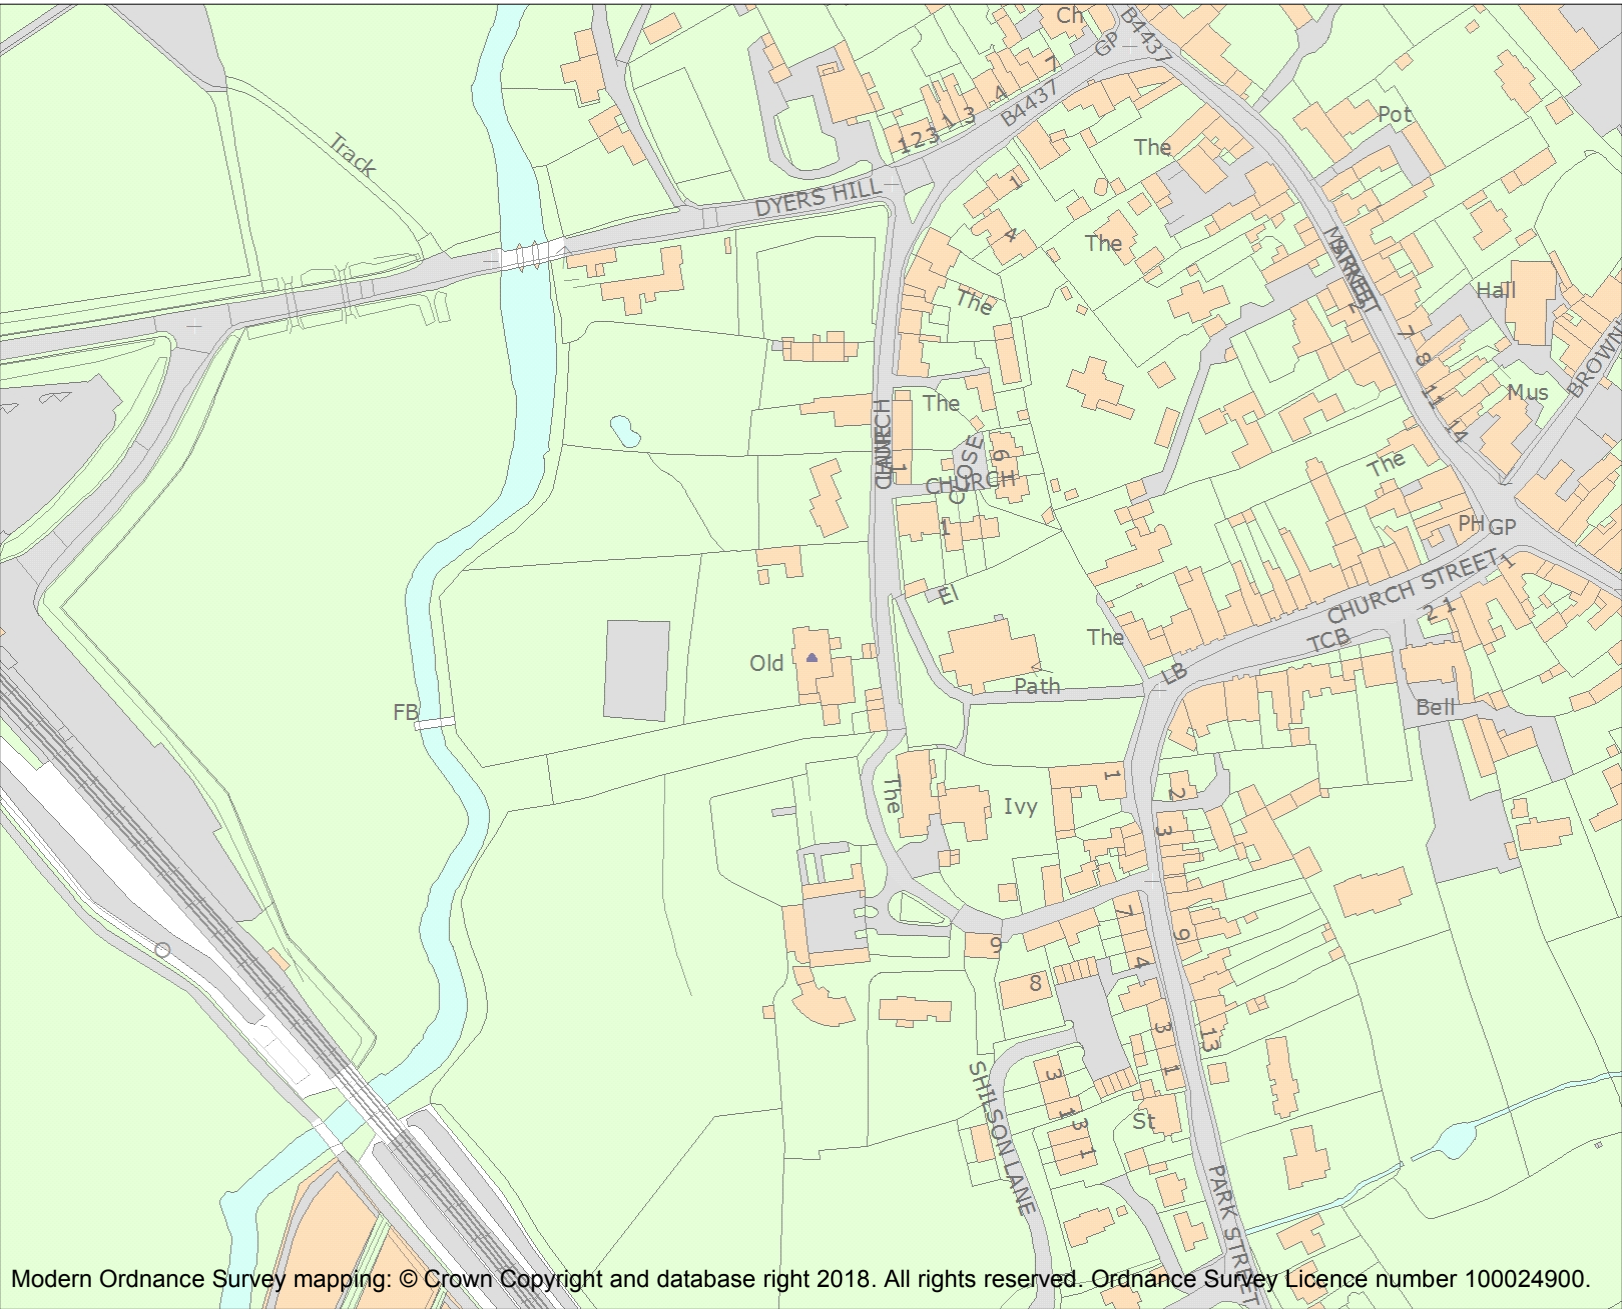 Ch
B4437
GP
7
B4437
4
3
1
123
Pot
The
Track
1
DYERS HILL
4
The
The
MARKET
Hall
2
7
8
Mus
BROWN
11
14
The
CHURCH
LANE
1
CLOSE
6
CHURCH
1
The
PH
GP
El
CHURCH STREET
1
2 1
TCB
The
LB
Old
Path
Bell
FB
The
Ivy
1
2
3
7
9
9
4
8
3
13
1
3
13
1
St
SHILSON LANE
PARK STREET
Modern Ordnance Survey mapping: © Crown Copyright and database right 2018. All rights reserved. Ordnance Survey Licence number 100024900.